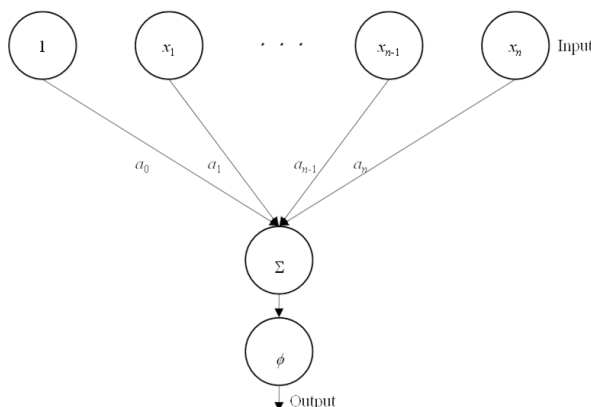 1 x₁ . . . xₙ₋₁ xₙ Input
a₀ a₁ aₙ₋₁ aₙ
Σ
ϕ
Output